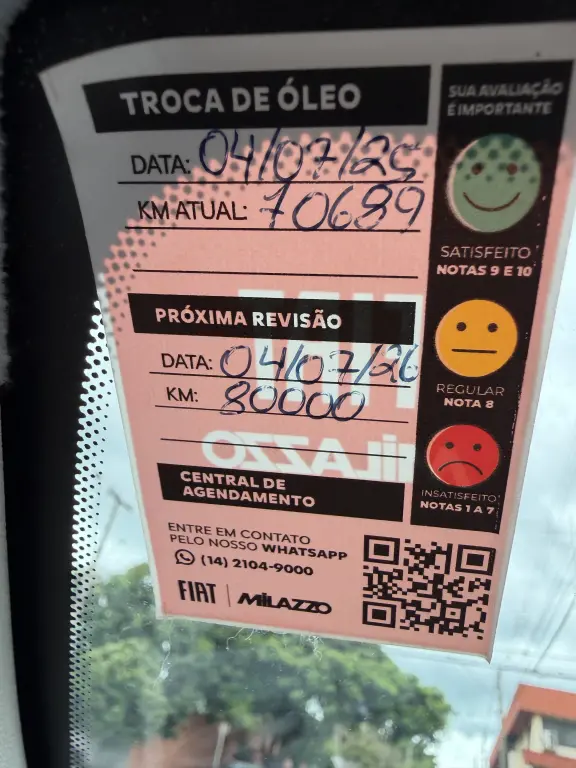 TROCA DE ÓLEO
DATA: 04/07/25
KM ATUAL: 70689
PRÓXIMA REVISÃO
DATA: 04/07/26
KM: 80000
CENTRAL DE
AGENDAMENTO
ENTRE EM CONTATO
PELO NOSSO WHATSAPP
(14) 2104-9000
FIAT | MiLAZZO
SUA AVALIAÇÃO
É IMPORTANTE
SATISFEITO
NOTAS 9 E 10
REGULAR
NOTA 8
INSATISFEITO
NOTAS 1 A 7
FIAT
MiLAZZO